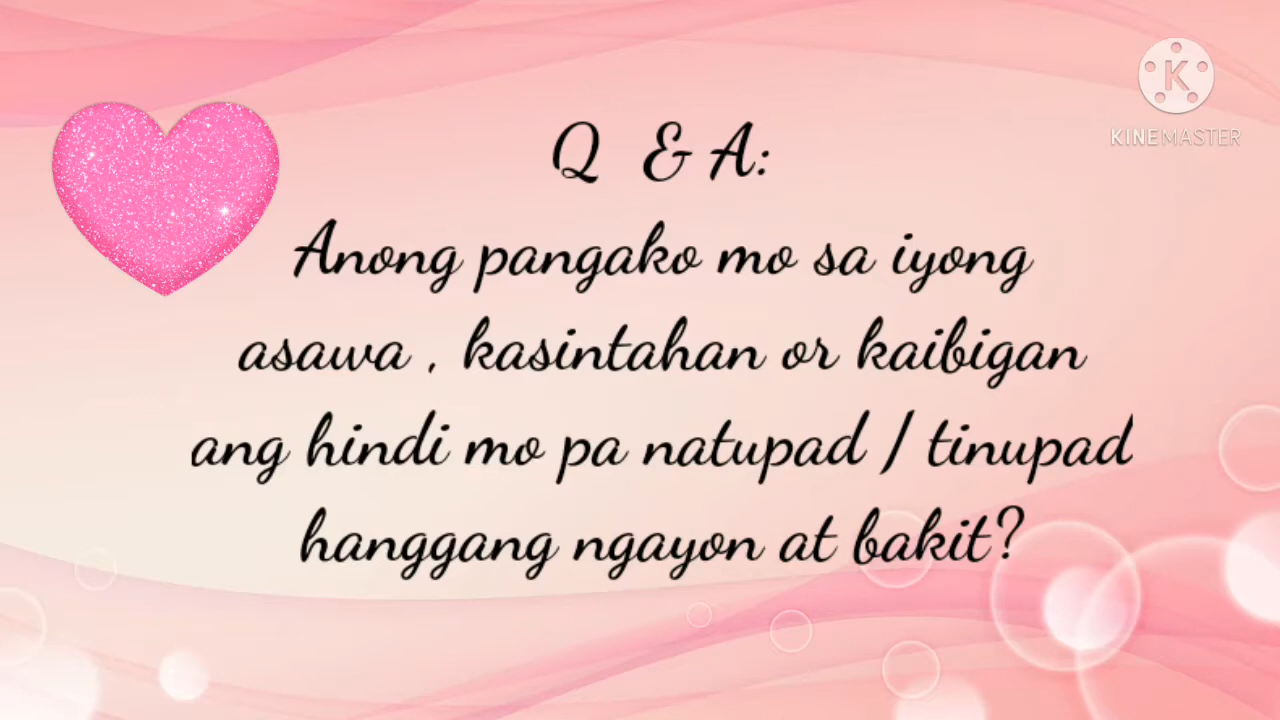 Q & A:
KINEMASTER
Anong pangako mo sa iyong
asawa , kasintahan or kaibigan
ang hindi mo pa natupad / tinupad
hanggang ngayon at bakit?